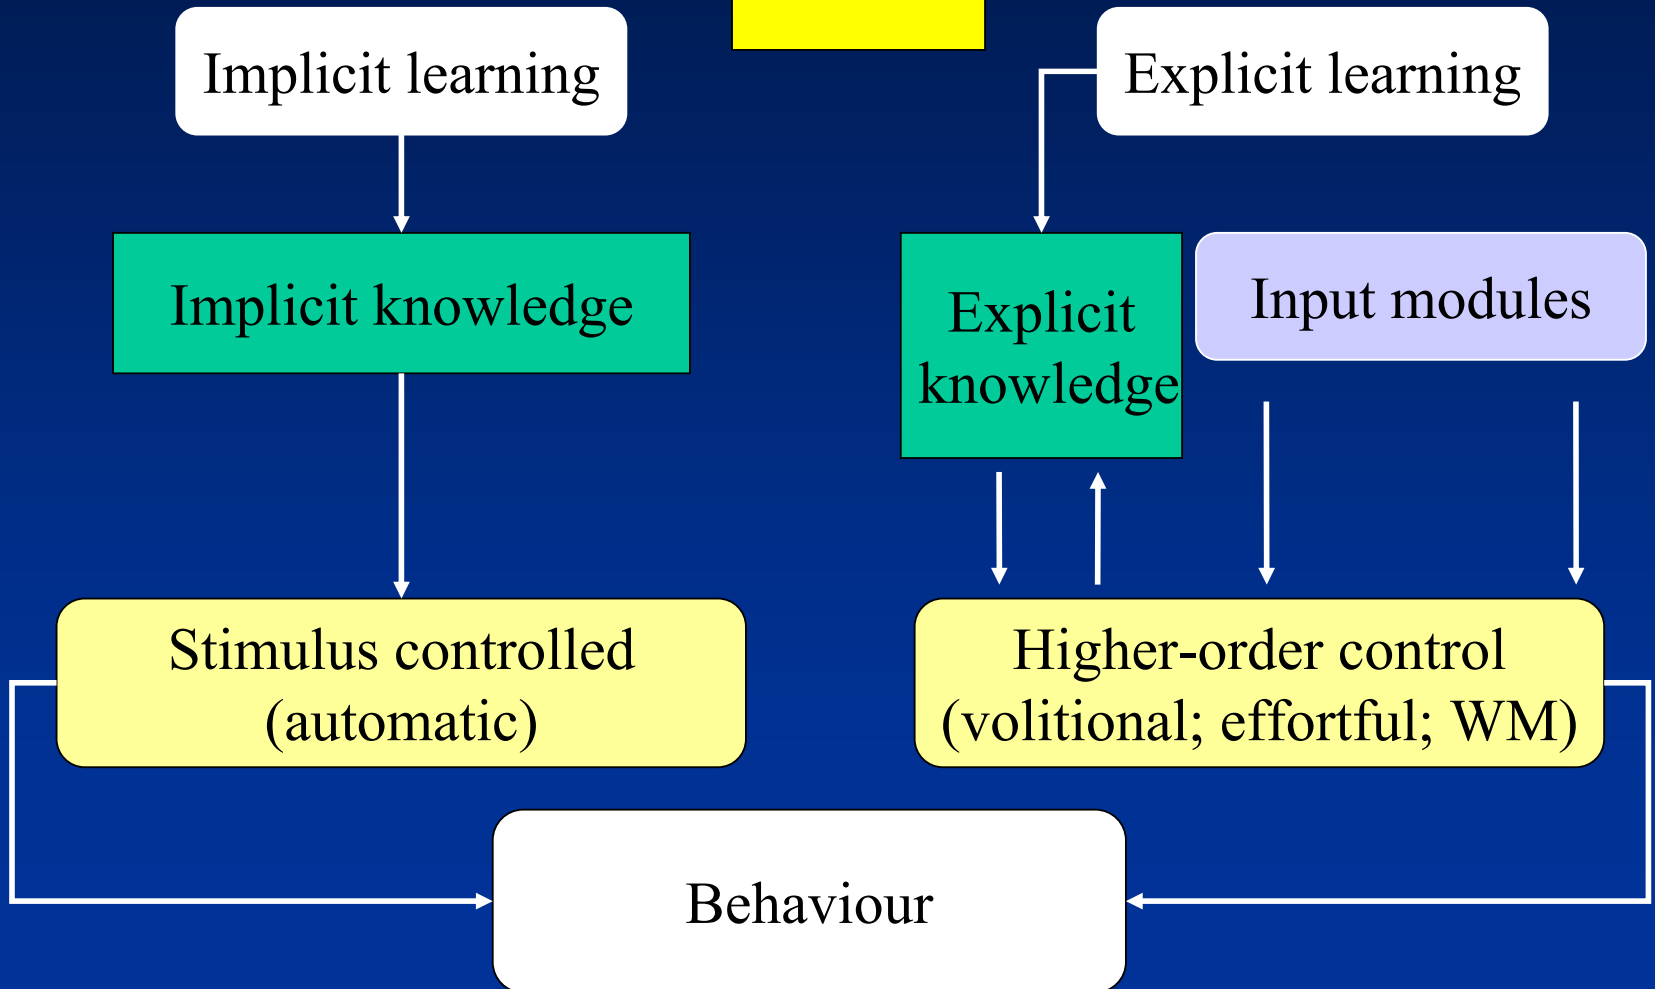 Implicit learning
Explicit learning
Implicit knowledge
Explicit
knowledge
Input modules
Stimulus controlled
(automatic)
Higher-order control
(volitional; effortful; WM)
Behaviour